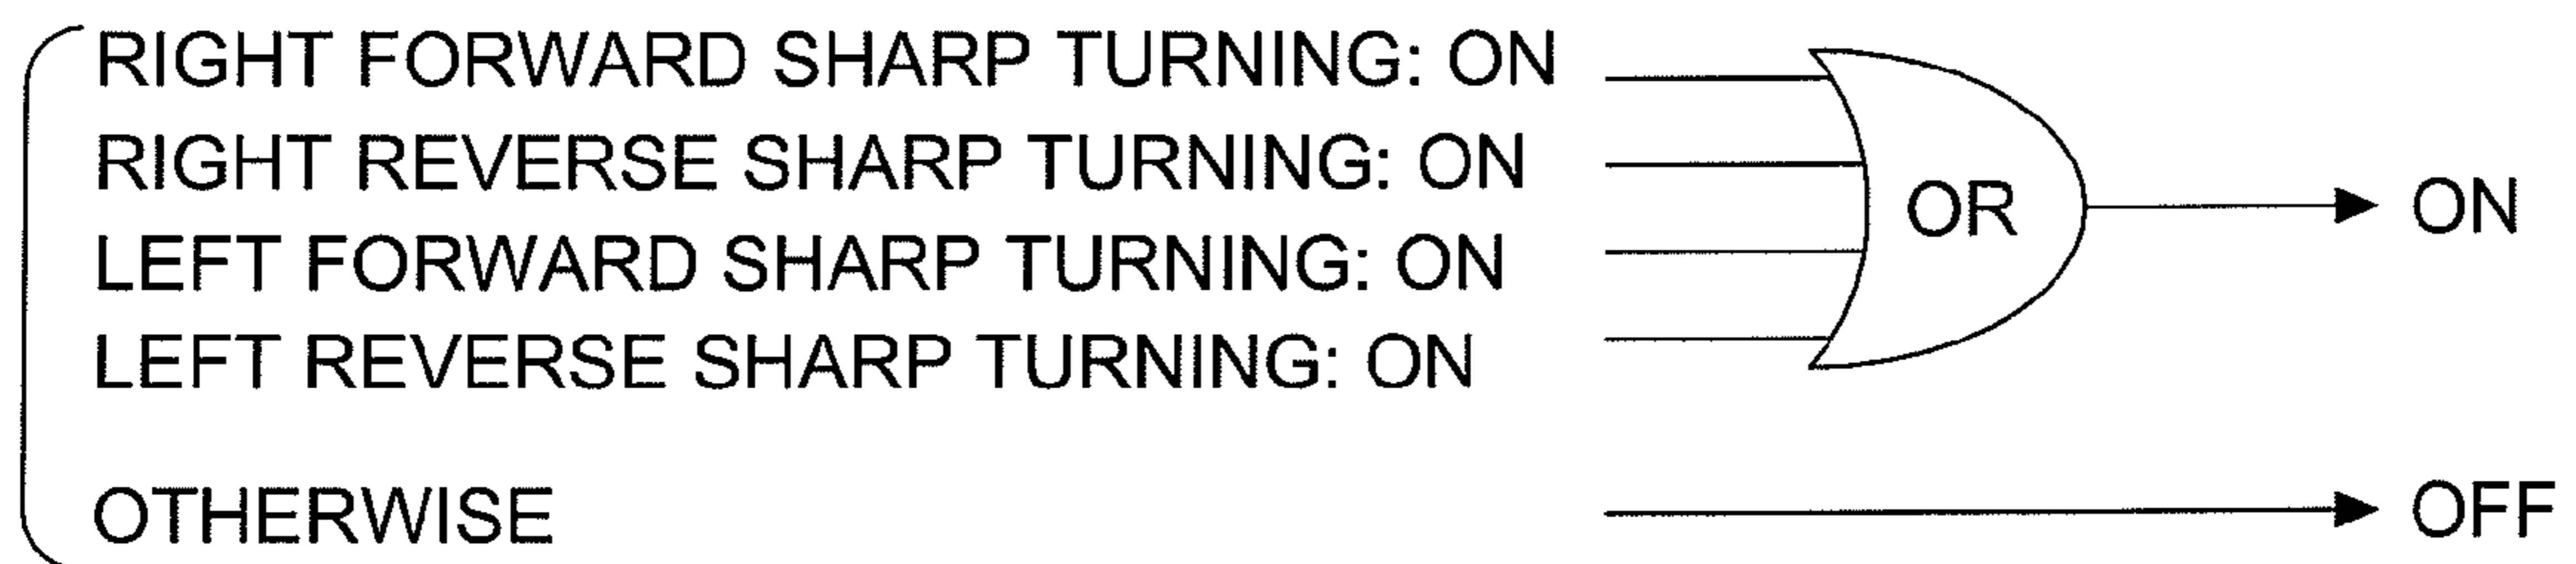 RIGHT FORWARD SHARP TURNING: ON
RIGHT REVERSE SHARP TURNING: ON
LEFT FORWARD SHARP TURNING: ON
LEFT REVERSE SHARP TURNING: ON
OR
ON
OTHERWISE
OFF